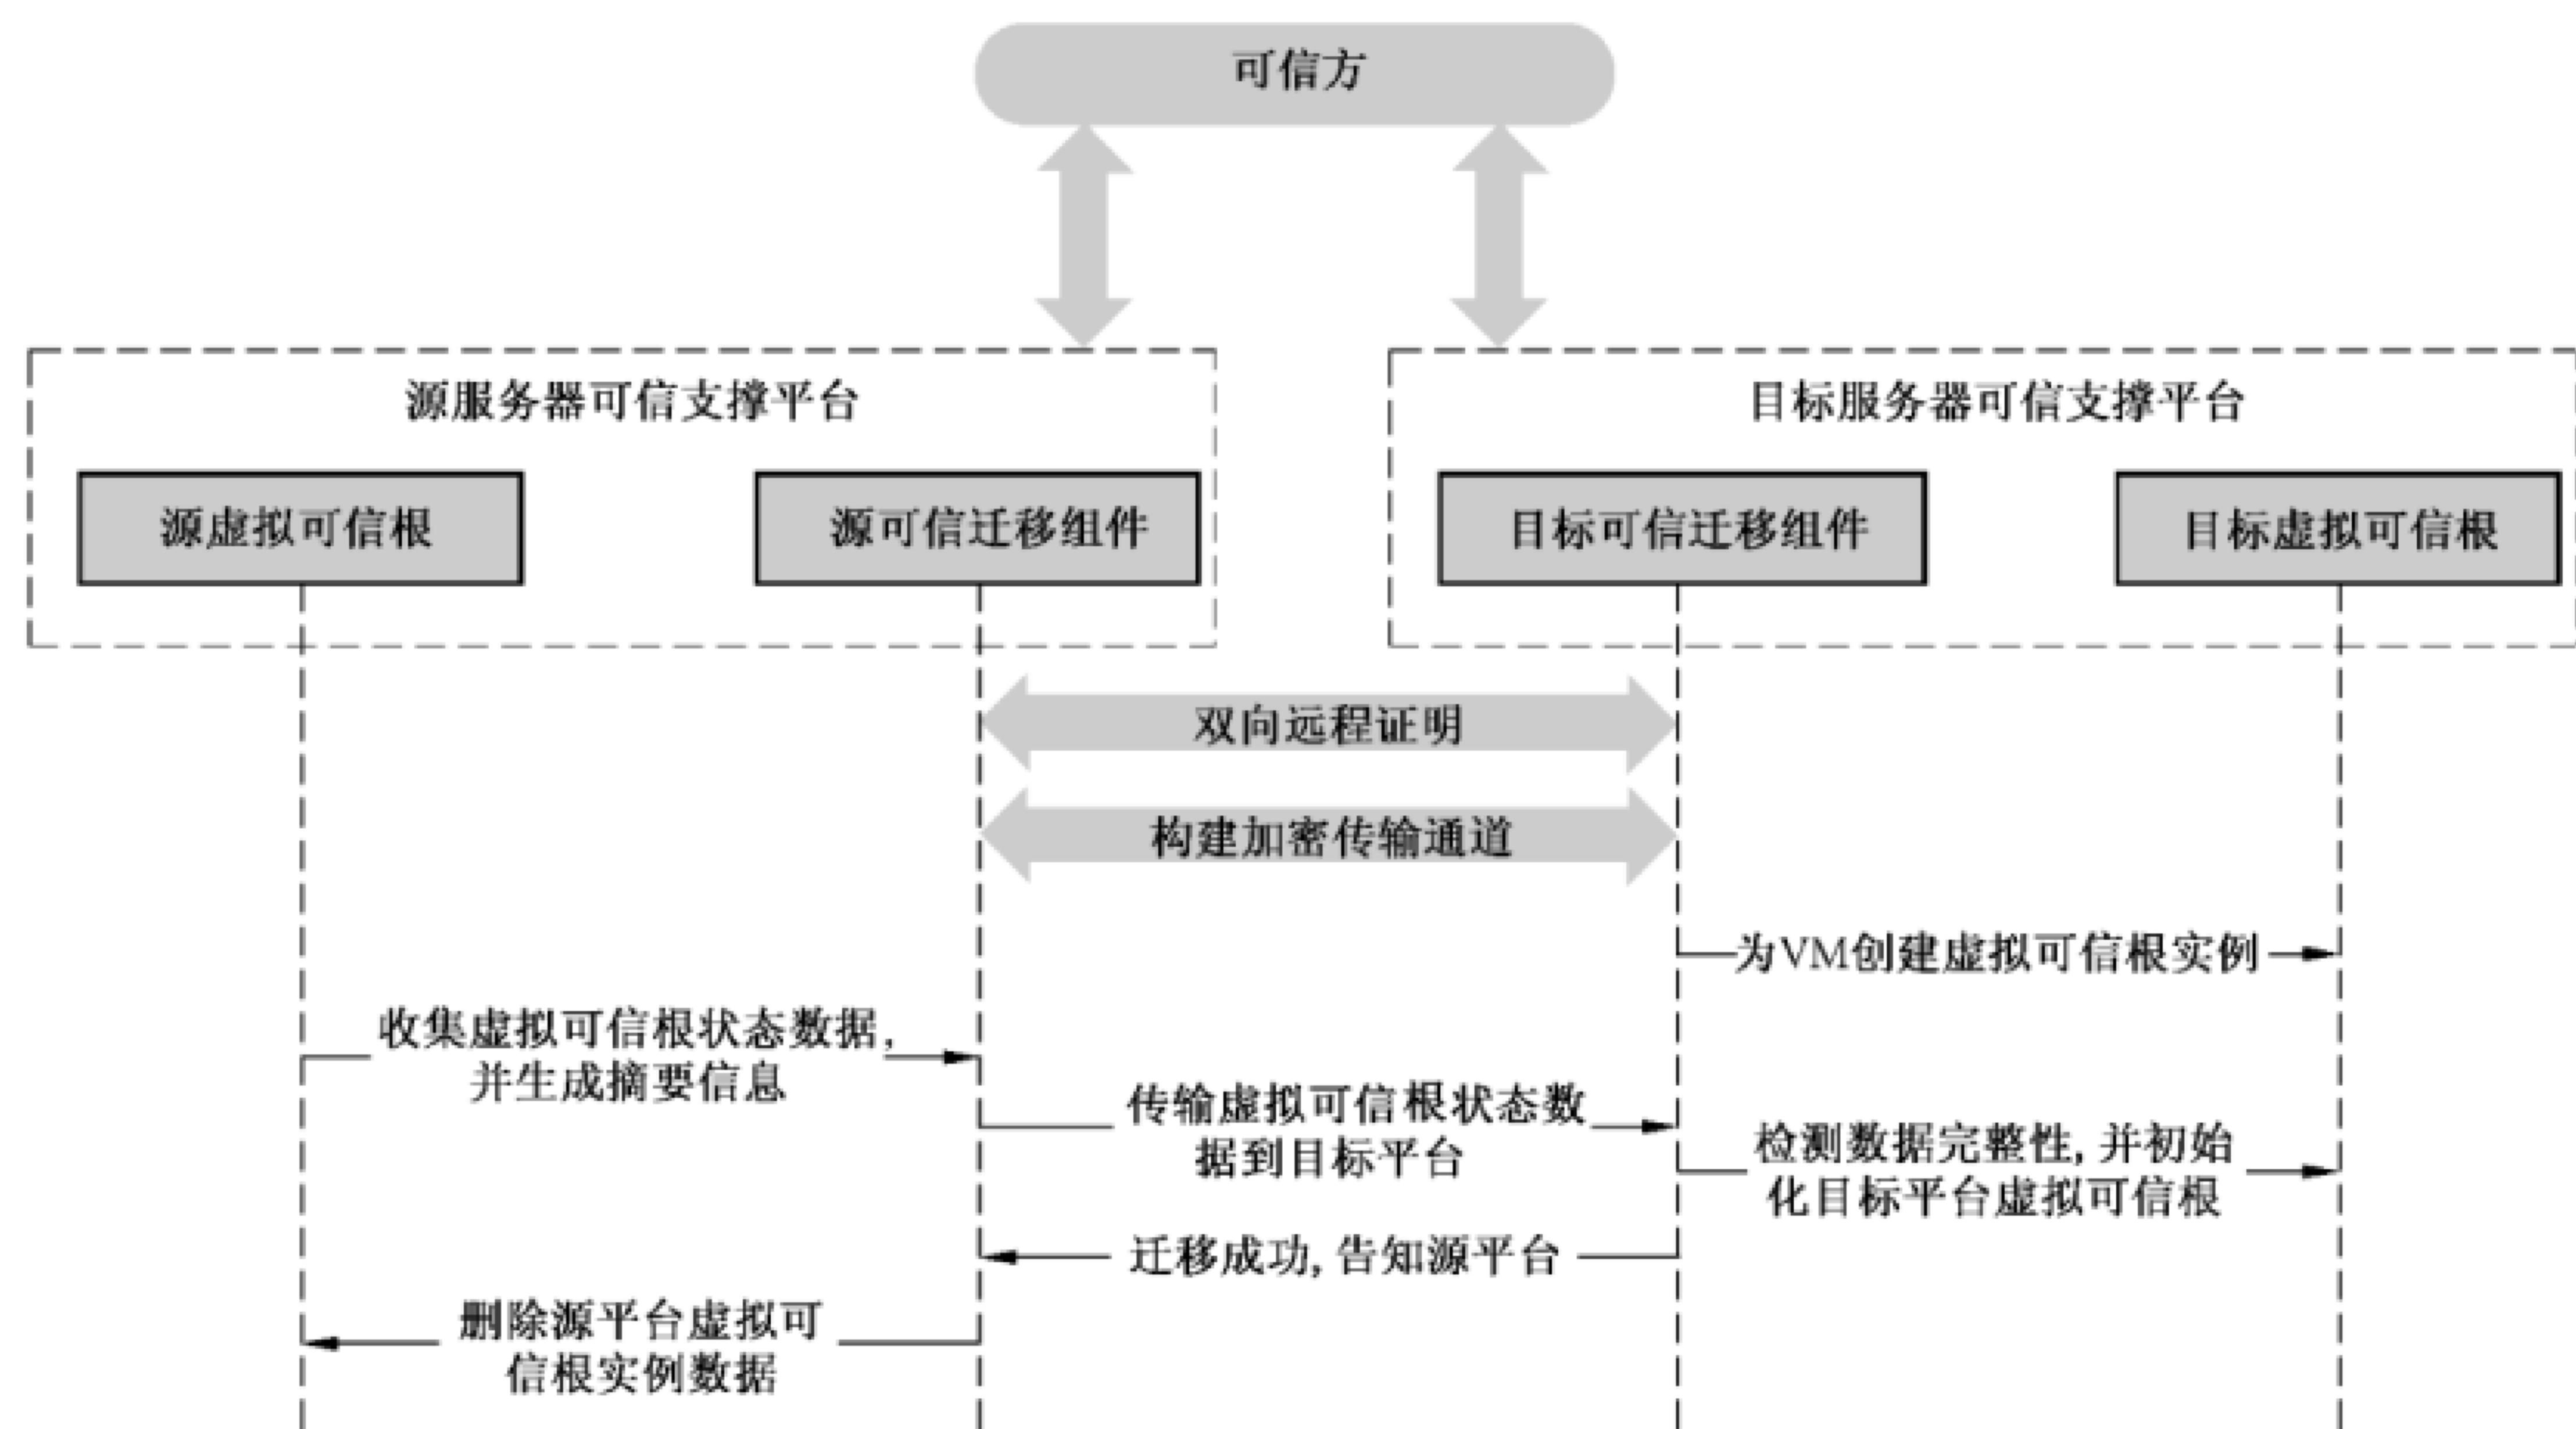 可信方
源服务器可信支撑平台
目标服务器可信支撑平台
源虚拟可信根
源可信迁移组件
目标可信迁移组件
目标虚拟可信根
双向远程证明
构建加密传输通道
为VM创建虚拟可信根实例
收集虚拟可信根状态数据,
并生成摘要信息
传输虚拟可信根状态数
据到目标平台
检测数据完整性,并初始
化目标平台虚拟可信根
迁移成功,告知源平台
删除源平台虚拟可
信根实例数据